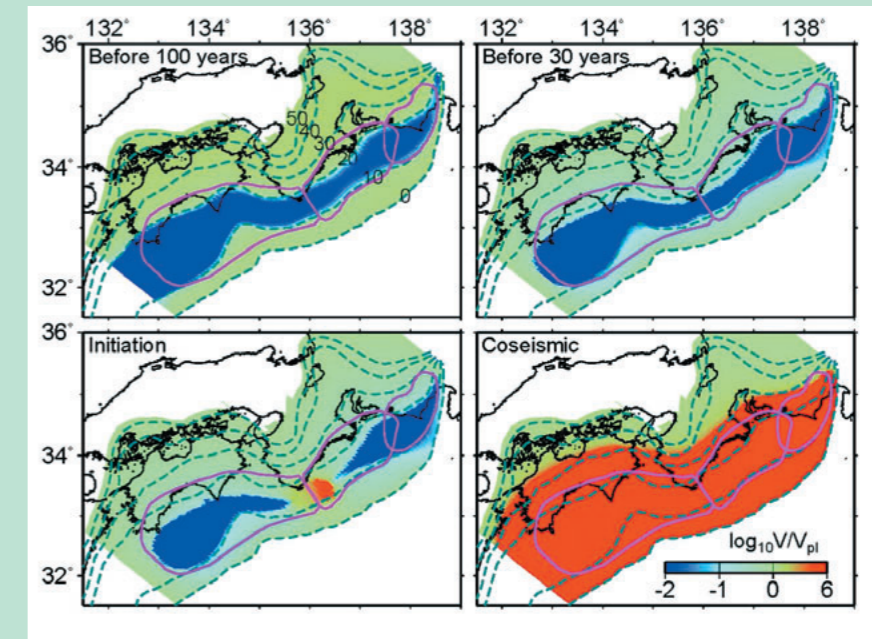 132° 134° 136° 138° 132° 134° 136° 138°
36° Before 100 years Before 30 years
50
40
30
20
34° 10
0
32°
36° Initiation Coseismic
34°
log₁₀V/Vₚₗ
32° -2 -1 0 6